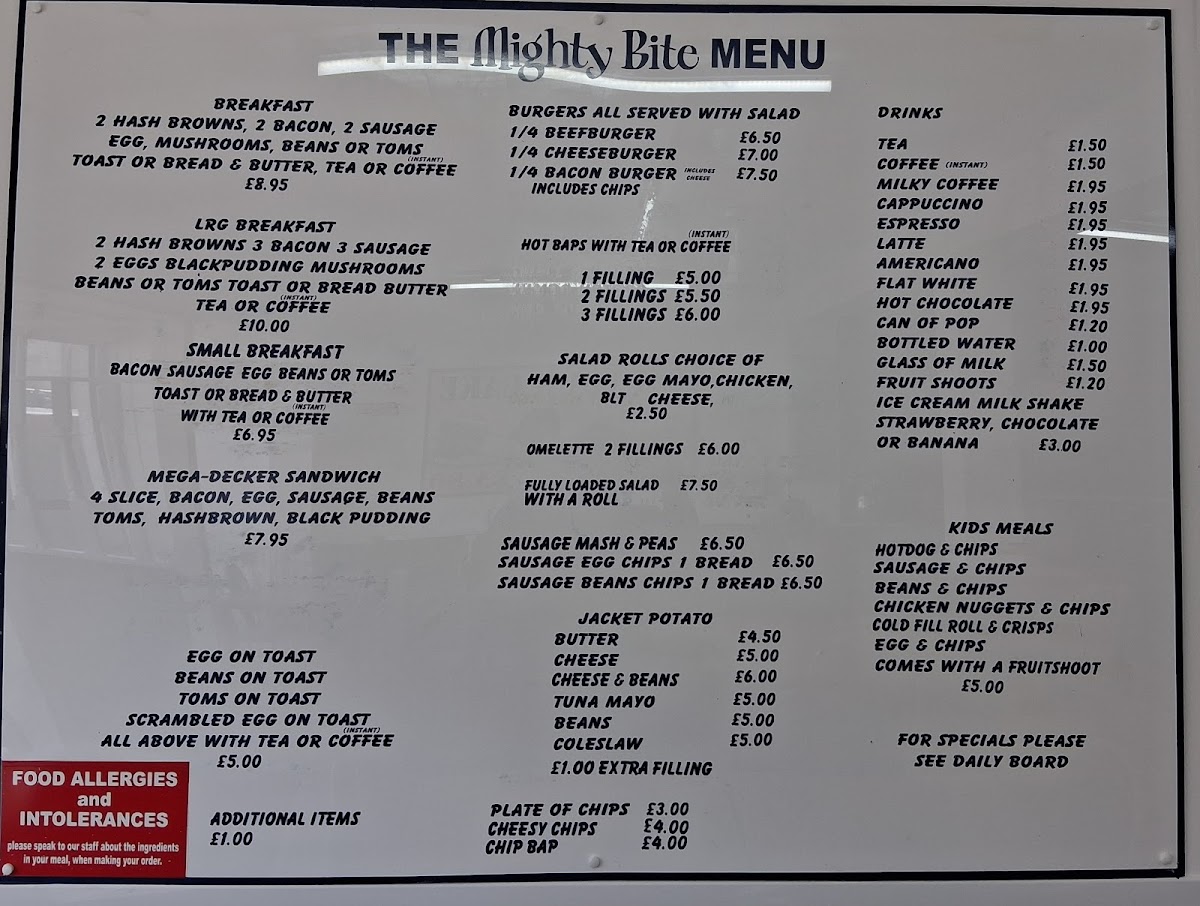 THE Mighty Bite MENU
BREAKFAST
2 HASH BROWNS, 2 BACON, 2 SAUSAGE
EGG, MUSHROOMS, BEANS OR TOMS
(INSTANT)
TOAST OR BREAD & BUTTER, TEA OR COFFEE
£8.95
LRG BREAKFAST
2 HASH BROWNS 3 BACON 3 SAUSAGE
2 EGGS BLACKPUDDING MUSHROOMS
BEANS OR TOMS TOAST OR BREAD BUTTER
(INSTANT)
TEA OR COFFEE
£10.00
SMALL BREAKFAST
BACON SAUSAGE EGG BEANS OR TOMS
TOAST OR BREAD & BUTTER
(INSTANT)
WITH TEA OR COFFEE
£6.95
MEGA-DECKER SANDWICH
4 SLICE, BACON, EGG, SAUSAGE, BEANS
TOMS, HASHBROWN, BLACK PUDDING
£7.95
EGG ON TOAST
BEANS ON TOAST
TOMS ON TOAST
SCRAMBLED EGG ON TOAST
(INSTANT)
ALL ABOVE WITH TEA OR COFFEE
£5.00
FOOD ALLERGIES
and
INTOLERANCES
please speak to our staff about the ingredients
in your meal, when making your order.
ADDITIONAL ITEMS
£1.00
BURGERS ALL SERVED WITH SALAD
1/4 BEEFBURGER £6.50
1/4 CHEESEBURGER £7.00
1/4 BACON BURGER INCLUDES CHEESE £7.50
INCLUDES CHIPS
(INSTANT)
HOT BAPS WITH TEA OR COFFEE
1 FILLING £5.00
2 FILLINGS £5.50
3 FILLINGS £6.00
SALAD ROLLS CHOICE OF
HAM, EGG, EGG MAYO,CHICKEN,
BLT CHEESE,
£2.50
OMELETTE 2 FILLINGS £6.00
FULLY LOADED SALAD £7.50
WITH A ROLL
SAUSAGE MASH & PEAS £6.50
SAUSAGE EGG CHIPS 1 BREAD £6.50
SAUSAGE BEANS CHIPS 1 BREAD £6.50
JACKET POTATO
BUTTER £4.50
CHEESE £5.00
CHEESE & BEANS £6.00
TUNA MAYO £5.00
BEANS £5.00
COLESLAW £5.00
£1.00 EXTRA FILLING
PLATE OF CHIPS £3.00
CHEESY CHIPS £4.00
CHIP BAP £4.00
DRINKS
TEA £1.50
COFFEE (INSTANT) £1.50
MILKY COFFEE £1.95
CAPPUCCINO £1.95
ESPRESSO £1.95
LATTE £1.95
AMERICANO £1.95
FLAT WHITE £1.95
HOT CHOCOLATE £1.95
CAN OF POP £1.20
BOTTLED WATER £1.00
GLASS OF MILK £1.50
FRUIT SHOOTS £1.20
ICE CREAM MILK SHAKE
STRAWBERRY, CHOCOLATE
OR BANANA £3.00
KIDS MEALS
HOTDOG & CHIPS
SAUSAGE & CHIPS
BEANS & CHIPS
CHICKEN NUGGETS & CHIPS
COLD FILL ROLL & CRISPS
EGG & CHIPS
COMES WITH A FRUITSHOOT
£5.00
FOR SPECIALS PLEASE
SEE DAILY BOARD